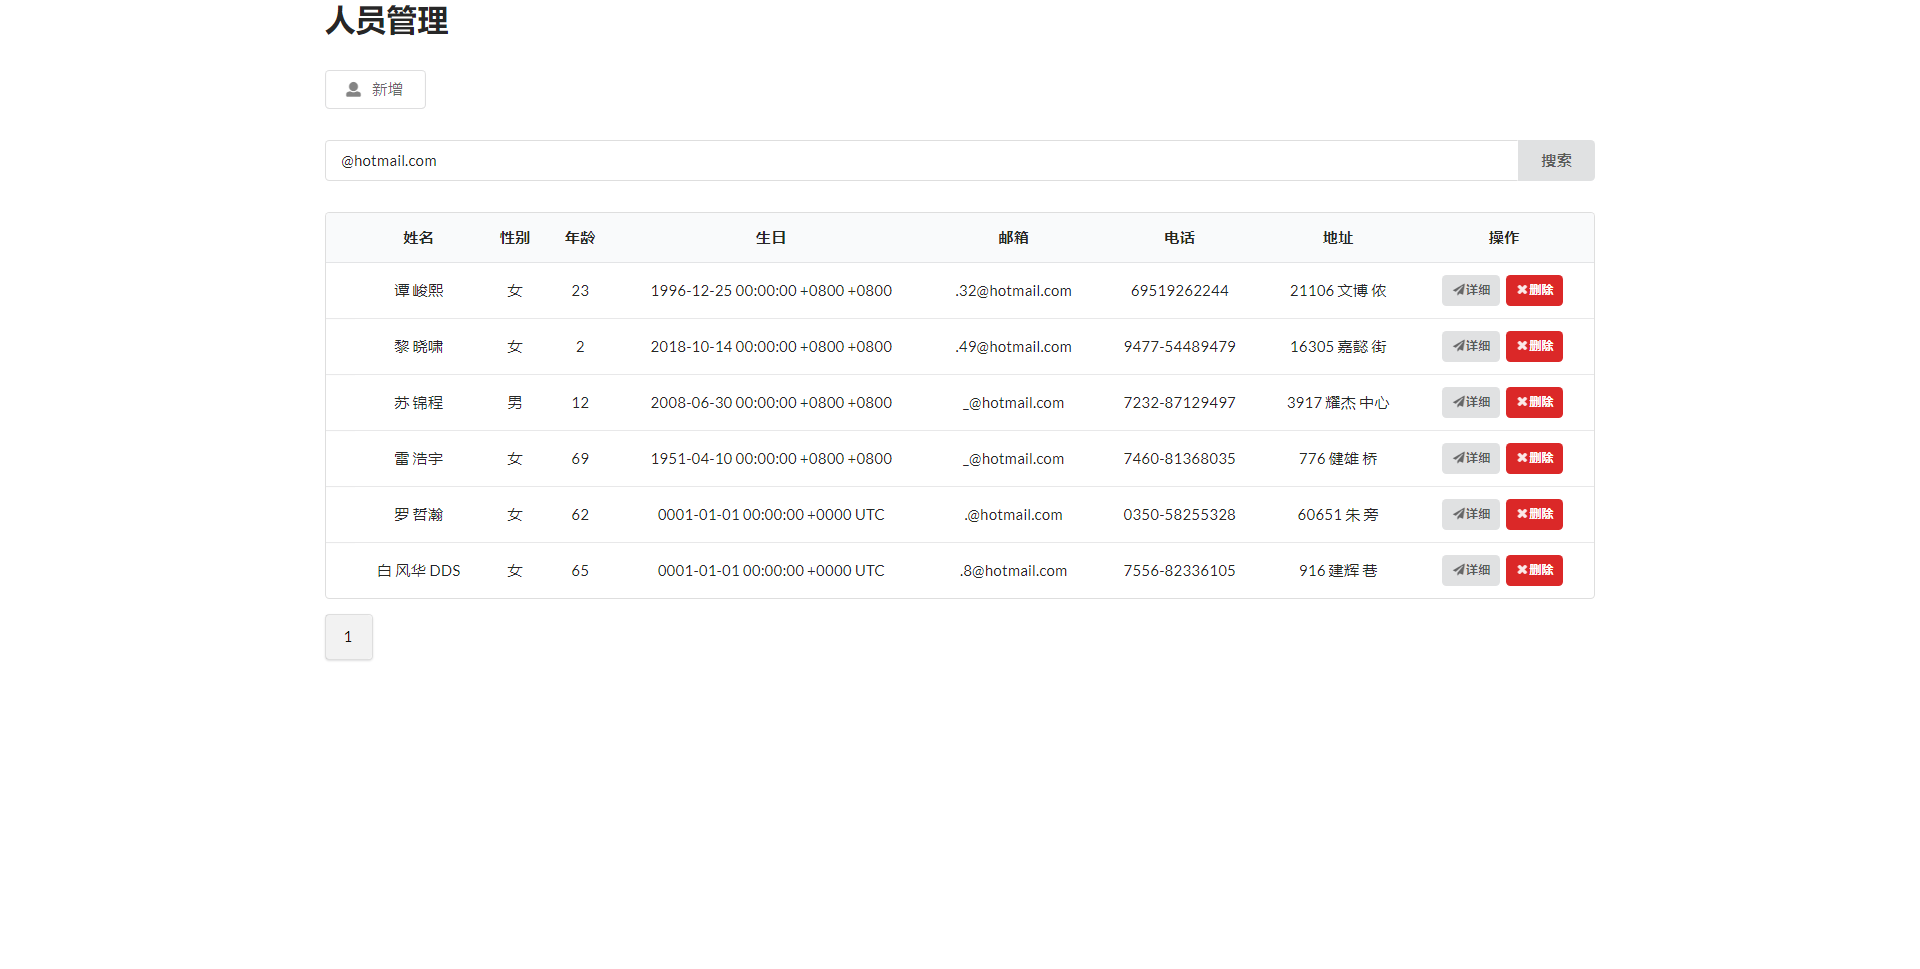 人员管理
新增
@hotmail.com 搜索
姓名 性别 年龄 生日 邮箱 电话 地址 操作
谭 峻熙 女 23 1996-12-25 00:00:00 +0800 +0800 .32@hotmail.com 69519262244 21106 文博 侬 详细 删除
黎 晓啸 女 2 2018-10-14 00:00:00 +0800 +0800 .49@hotmail.com 9477-54489479 16305 嘉懿 街 详细 删除
苏 锦程 男 12 2008-06-30 00:00:00 +0800 +0800 _@hotmail.com 7232-87129497 3917 耀杰 中心 详细 删除
雷 浩宇 女 69 1951-04-10 00:00:00 +0800 +0800 _@hotmail.com 7460-81368035 776 健雄 桥 详细 删除
罗 哲瀚 女 62 0001-01-01 00:00:00 +0000 UTC .@hotmail.com 0350-58255328 60651 朱 旁 详细 删除
白 风华 DDS 女 65 0001-01-01 00:00:00 +0000 UTC .8@hotmail.com 7556-82336105 916 建辉 巷 详细 删除
1